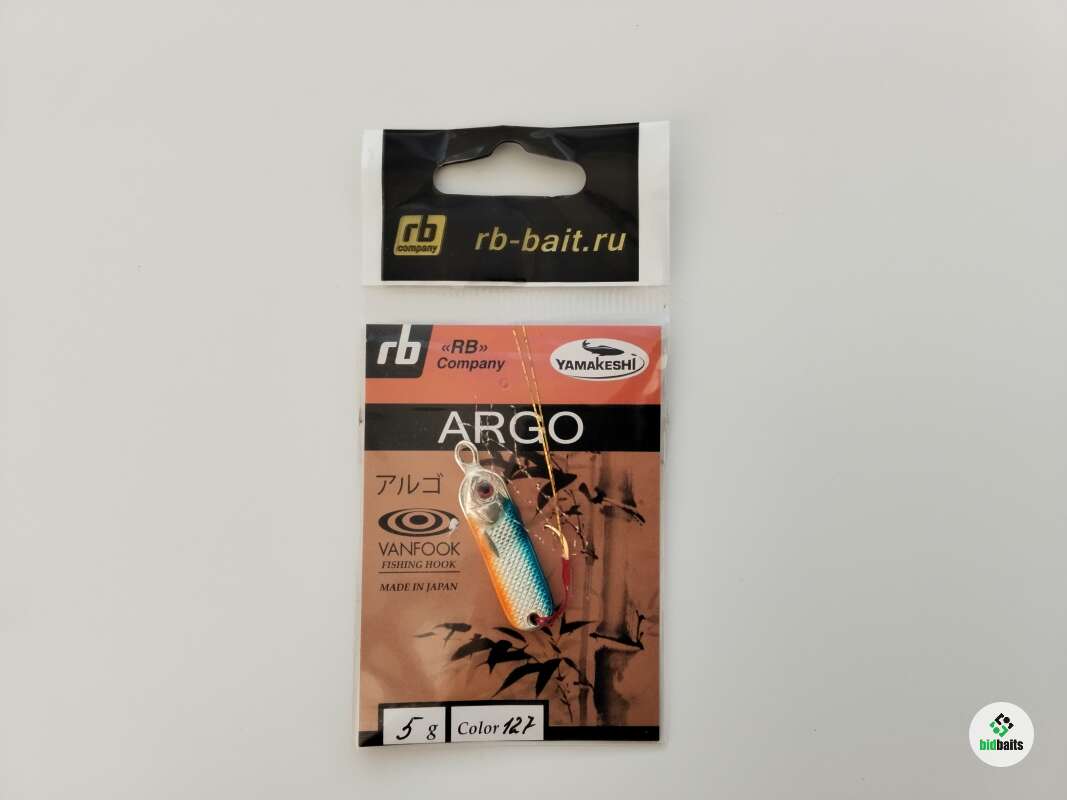 rb
company
rb-bait.ru
rb
«RB»
Company
YAMAKESHI
ARGO
アルゴ
VANFOOK
FISHING HOOK
MADE IN JAPAN
5 g
Color 127
bidbaits